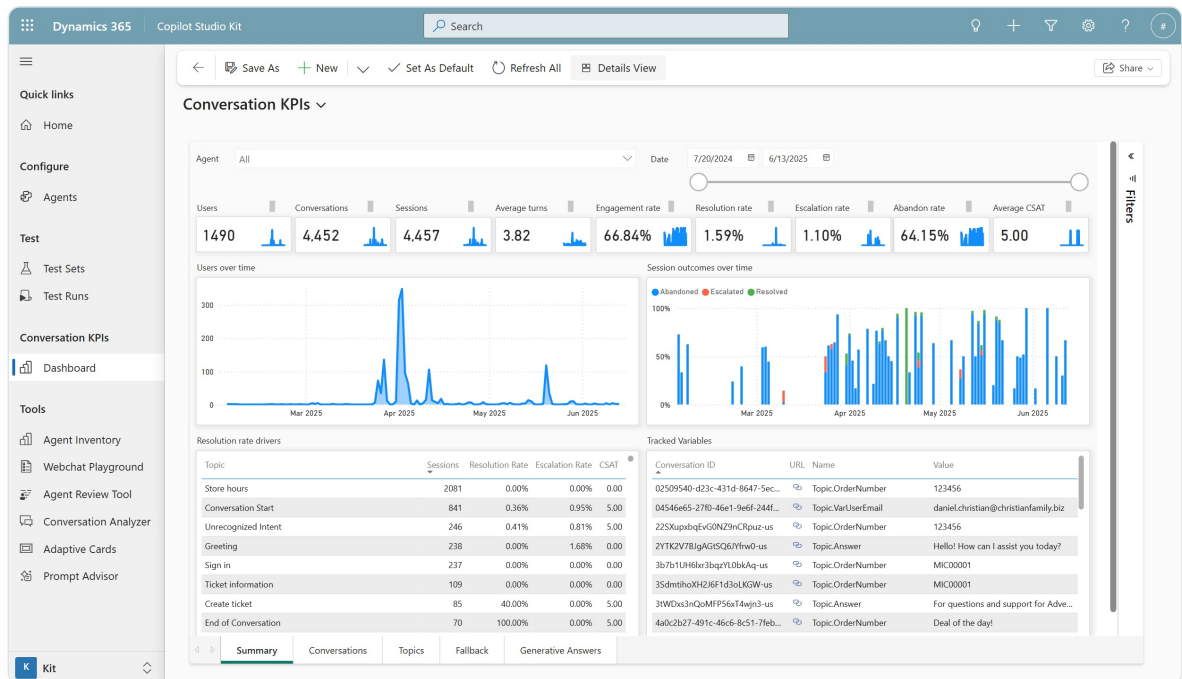 Dynamics 365 Copilot Studio Kit Search ? #
Save As New Set As Default Refresh All Details View Share
Quick links
Home
Configure
Agents
Test
Test Sets
Test Runs
Conversation KPIs
Dashboard
Tools
Agent Inventory
Webchat Playground
Agent Review Tool
Conversation Analyzer
Adaptive Cards
Prompt Advisor
K Kit
Conversation KPIs
Agent All Date 7/20/2024 6/13/2025
Filters
Users Conversations Sessions Average turns Engagement rate Resolution rate Escalation rate Abandon rate Average CSAT
1490 4,452 4,457 3.82 66.84% 1.59% 1.10% 64.15% 5.00
Users over time
300
200
100
0
Mar 2025 Apr 2025 May 2025 Jun 2025
Session outcomes over time
Abandoned Escalated Resolved
100%
50%
0%
Mar 2025 Apr 2025 May 2025 Jun 2025
Resolution rate drivers
Topic Sessions Resolution Rate Escalation Rate CSAT
Store hours 2081 0.00% 0.00% 0.00
Conversation Start 841 0.36% 0.95% 5.00
Unrecognized Intent 246 0.41% 0.81% 5.00
Greeting 238 0.00% 1.68% 0.00
Sign in 237 0.00% 0.00% 0.00
Ticket information 109 0.00% 0.00% 0.00
Create ticket 85 40.00% 0.00% 5.00
End of Conversation 70 100.00% 0.00% 5.00
Tracked Variables
Conversation ID URL Name Value
02509540-d23c-431d-8647-5ec... Topic.OrderNumber 123456
04546e65-27f0-46e1-9e6f-244f... Topic.VarUserEmail daniel.christian@christianfamily.biz
22SXupxbqEvG0NZ9nCRpuz-us Topic.OrderNumber 123456
2YTK2V7BJgAGtSQ6JYfrw0-us Topic.Answer Hello! How can I assist you today?
3b7b1UH6lxr3bqzYL0bkAq-us Topic.OrderNumber MIC00001
3SdmtihoXH2J6F1d3oLKGW-us Topic.OrderNumber MIC00001
3tWDxs3nQoMFP56xT4wjn3-us Topic.Answer For questions and support for Adve...
4a0c2b27-491c-46c6-8c51-7feb... Topic.OrderNumber Deal of the day!
Summary Conversations Topics Fallback Generative Answers